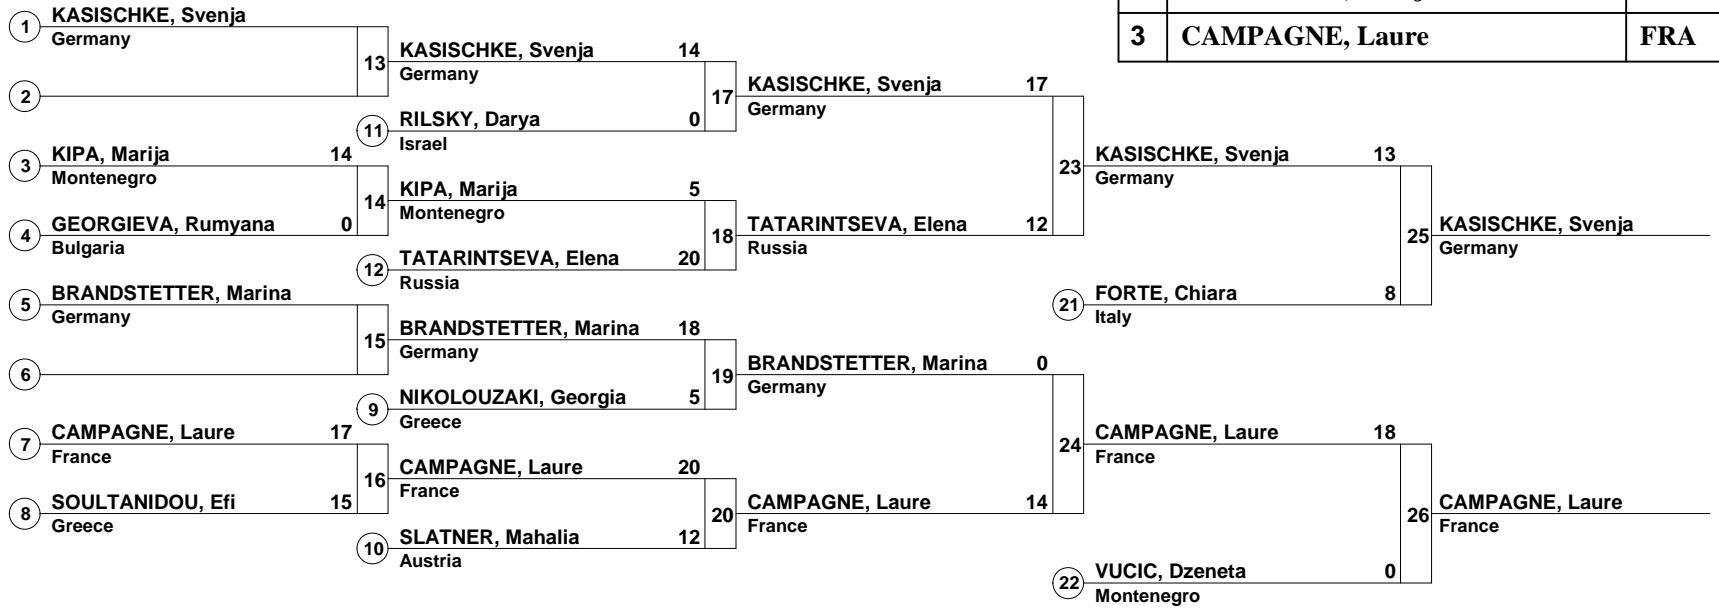 1 KASISCHKE, Svenja
Germany
2
3 KIPA, Marija 14
Montenegro
4 GEORGIEVA, Rumyana 0
Bulgaria
5 BRANDSTETTER, Marina
Germany
6
7 CAMPAGNE, Laure 17
France
8 SOULTANIDOU, Efi 15
Greece
13 KASISCHKE, Svenja 14
Germany
11 RILSKY, Darya 0
Israel
14 KIPA, Marija 5
Montenegro
12 TATARINTSEVA, Elena 20
Russia
15 BRANDSTETTER, Marina 18
Germany
9 NIKOLOUZAKI, Georgia 5
Greece
16 CAMPAGNE, Laure 20
France
10 SLATNER, Mahalia 12
Austria
17 KASISCHKE, Svenja 17
Germany
18 TATARINTSEVA, Elena 12
Russia
19 BRANDSTETTER, Marina 0
Germany
20 CAMPAGNE, Laure 14
France
3 CAMPAGNE, Laure FRA
23 KASISCHKE, Svenja 13
Germany
21 FORTE, Chiara 8
Italy
24 CAMPAGNE, Laure 18
France
22 VUCIC, Dzeneta 0
Montenegro
25 KASISCHKE, Svenja
Germany
26 CAMPAGNE, Laure
France